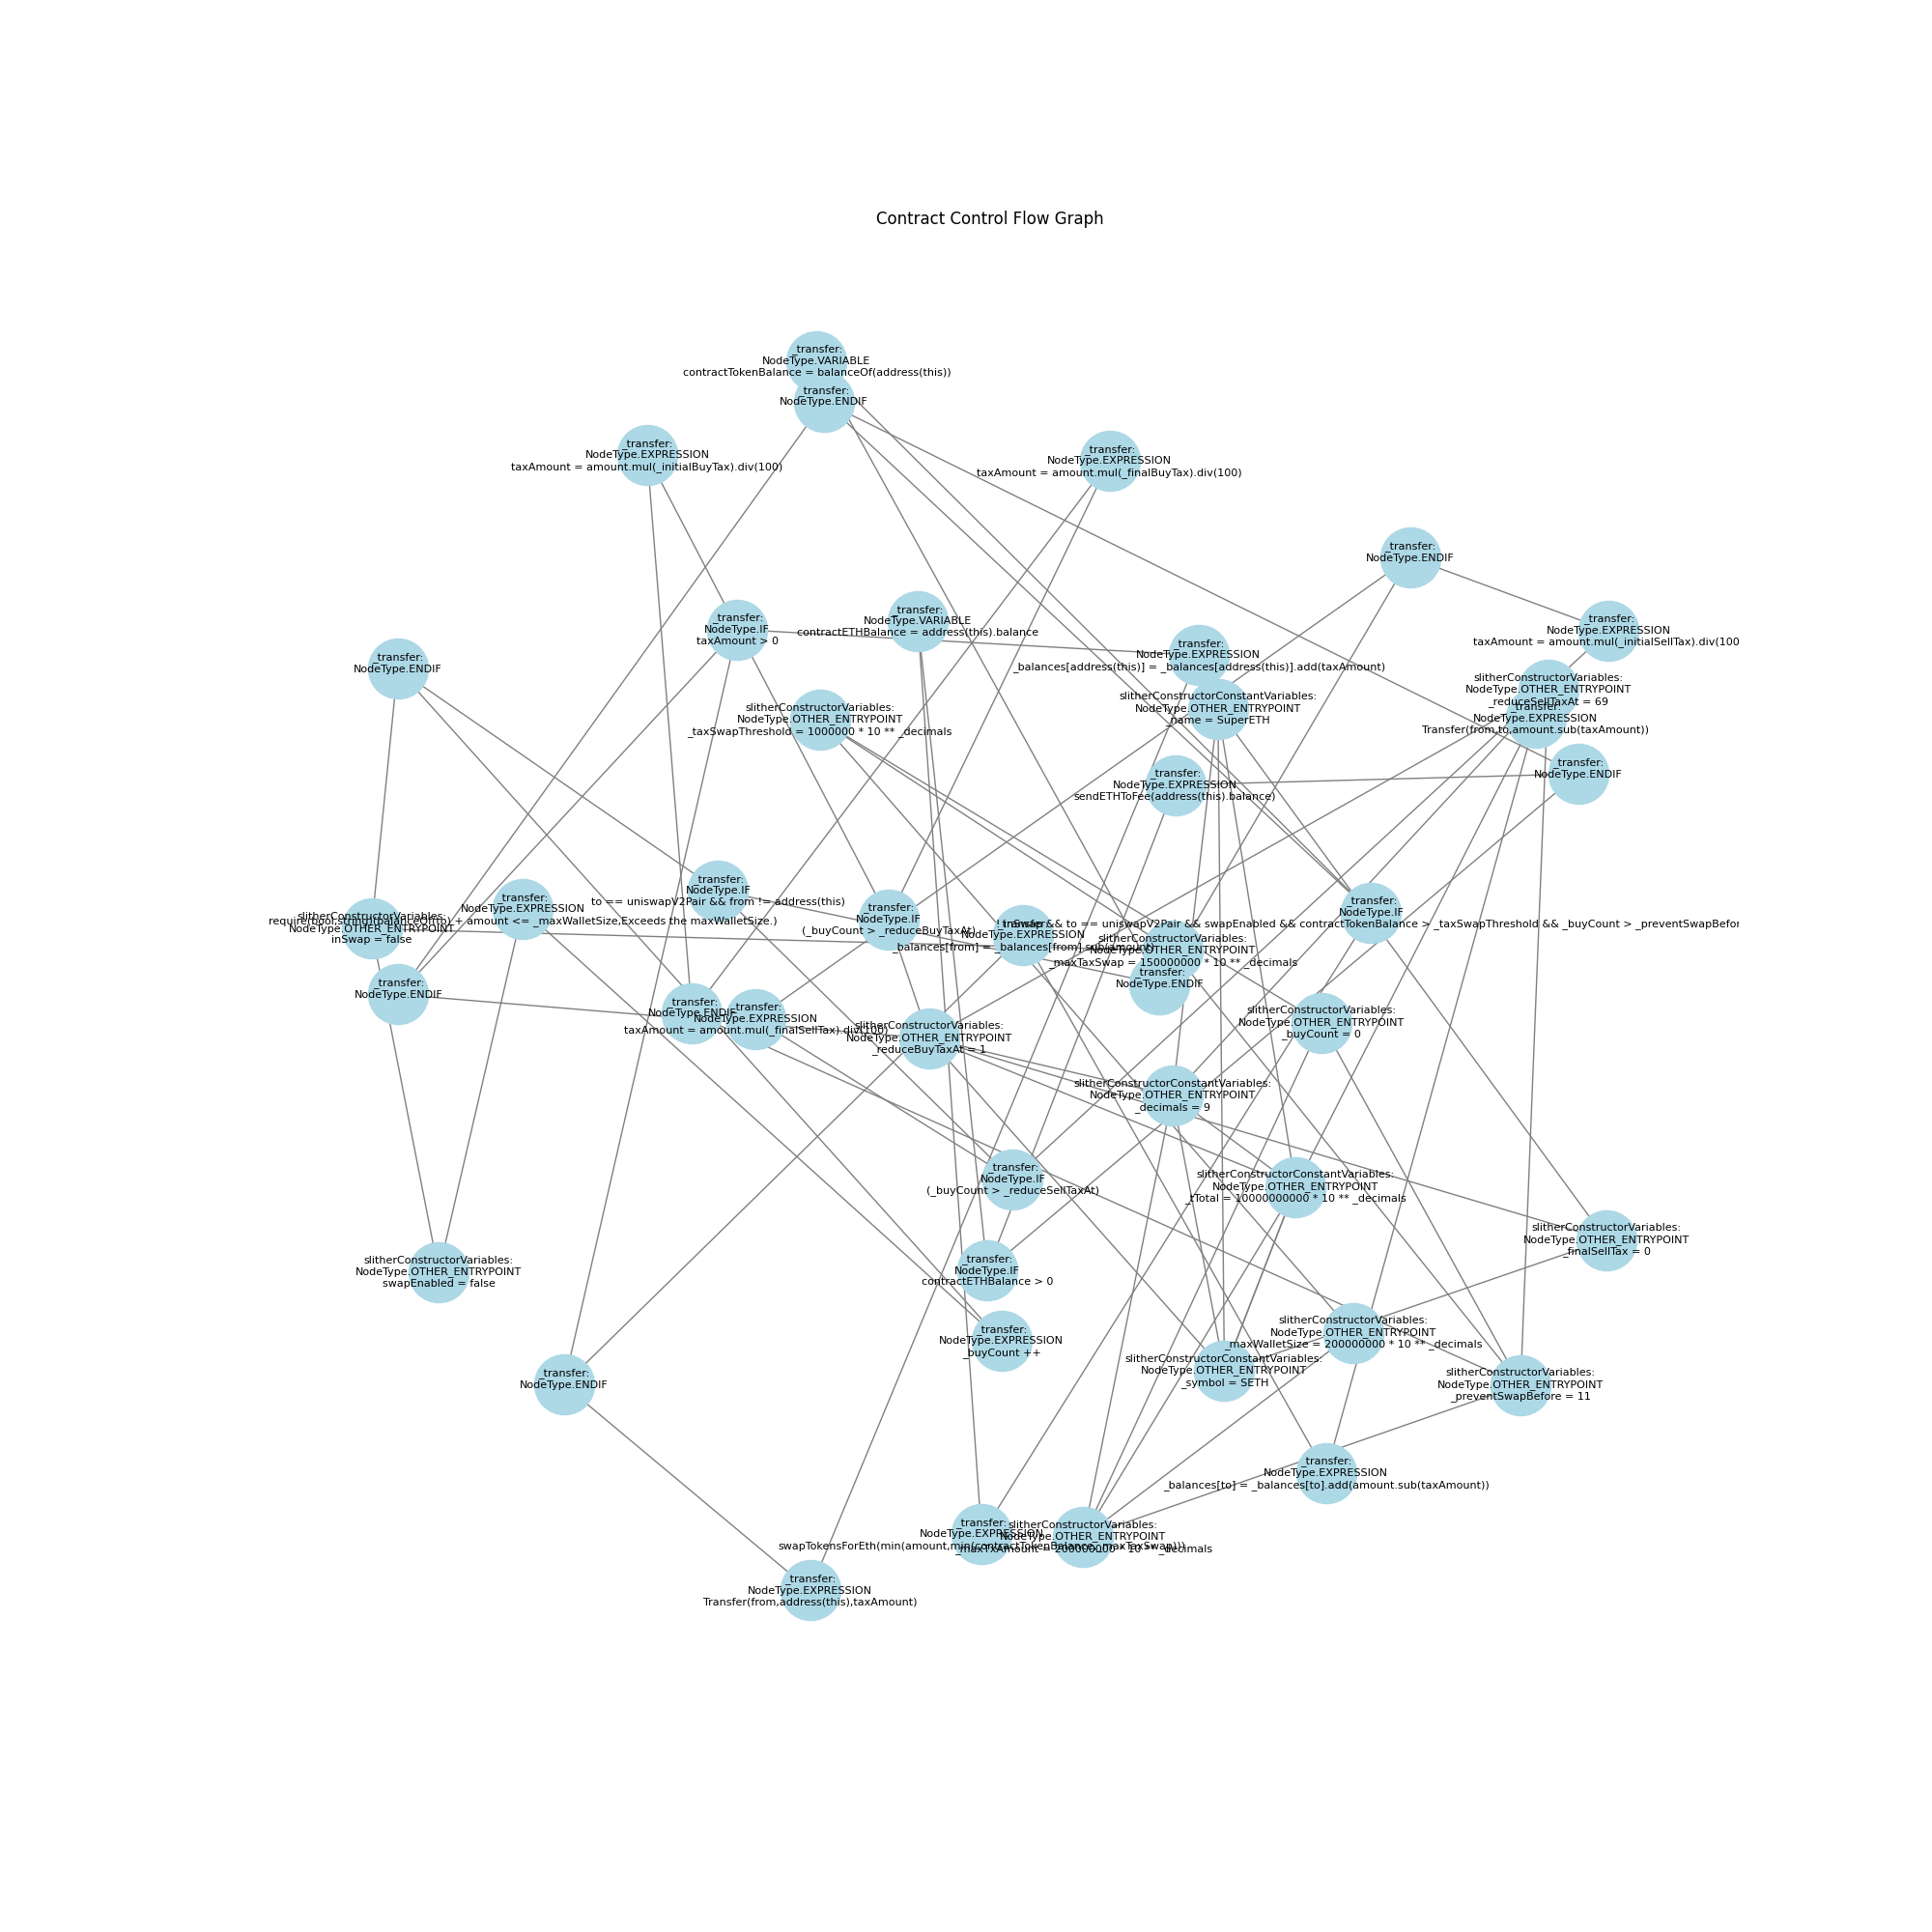 Contract Control Flow Graph
_transfer:
NodeType.VARIABLE
contractTokenBalance = balanceOf(address(this))
_transfer:
NodeType.ENDIF
_transfer:
NodeType.EXPRESSION
taxAmount = amount.mul(_initialBuyTax).div(100)
_transfer:
NodeType.EXPRESSION
taxAmount = amount.mul(_finalBuyTax).div(100)
_transfer:
NodeType.ENDIF
_transfer:
NodeType.IF
taxAmount > 0
_transfer:
NodeType.VARIABLE
contractETHBalance = address(this).balance
_transfer:
NodeType.EXPRESSION
_balances[address(this)] = _balances[address(this)].add(taxAmount)
_transfer:
NodeType.EXPRESSION
taxAmount = amount.mul(_initialSellTax).div(100
_transfer:
NodeType.ENDIF
slitherConstructorVariables:
NodeType.OTHER_ENTRYPOINT
_reduceSellTaxAt = 69
_transfer:
NodeType.EXPRESSION
Transfer(from,to,amount.sub(taxAmount))
slitherConstructorVariables:
NodeType.OTHER_ENTRYPOINT
_taxSwapThreshold = 1000000 * 10 ** _decimals
slitherConstructorConstantVariables:
NodeType.OTHER_ENTRYPOINT
_name = SuperETH
_transfer:
NodeType.EXPRESSION
sendETHToFee(address(this).balance)
_transfer:
NodeType.ENDIF
_transfer:
NodeType.IF
to == uniswapV2Pair && from != address(this)
_transfer:
NodeType.EXPRESSION
require(bool,string)(balanceOf(to) + amount <= _maxWalletSize,Exceeds the maxWalletSize.)
slitherConstructorVariables:
NodeType.OTHER_ENTRYPOINT
inSwap = false
_transfer:
NodeType.IF
(_buyCount > _reduceBuyTaxAt)
_transfer:
NodeType.EXPRESSION
_balances[from] = _balances[from].sub(amount)
_transfer:
NodeType.IF
! inSwap && to == uniswapV2Pair && swapEnabled && contractTokenBalance > _taxSwapThreshold && _buyCount > _preventSwapBefor
slitherConstructorVariables:
NodeType.OTHER_ENTRYPOINT
_maxTaxSwap = 150000000 * 10 ** _decimals
_transfer:
NodeType.ENDIF
_transfer:
NodeType.ENDIF
_transfer:
NodeType.ENDIF
_transfer:
NodeType.EXPRESSION
taxAmount = amount.mul(_finalSellTax).div(100)
slitherConstructorVariables:
NodeType.OTHER_ENTRYPOINT
_reduceBuyTaxAt = 1
slitherConstructorVariables:
NodeType.OTHER_ENTRYPOINT
_buyCount = 0
slitherConstructorConstantVariables:
NodeType.OTHER_ENTRYPOINT
_decimals = 9
_transfer:
NodeType.IF
(_buyCount > _reduceSellTaxAt)
slitherConstructorConstantVariables:
NodeType.OTHER_ENTRYPOINT
_tTotal = 10000000000 * 10 ** _decimals
slitherConstructorVariables:
NodeType.OTHER_ENTRYPOINT
_finalSellTax = 0
slitherConstructorVariables:
NodeType.OTHER_ENTRYPOINT
swapEnabled = false
_transfer:
NodeType.IF
contractETHBalance > 0
_transfer:
NodeType.EXPRESSION
_buyCount ++
slitherConstructorVariables:
NodeType.OTHER_ENTRYPOINT
_maxWalletSize = 200000000 * 10 ** _decimals
slitherConstructorConstantVariables:
NodeType.OTHER_ENTRYPOINT
_symbol = SETH
slitherConstructorVariables:
NodeType.OTHER_ENTRYPOINT
_preventSwapBefore = 11
_transfer:
NodeType.ENDIF
_transfer:
NodeType.EXPRESSION
_balances[to] = _balances[to].add(amount.sub(taxAmount))
_transfer:
NodeType.EXPRESSION
swapTokensForEth(min(amount,min(contractTokenBalance,_maxTaxSwap)))
slitherConstructorVariables:
NodeType.OTHER_ENTRYPOINT
_maxTxAmount = 200000000 * 10 ** _decimals
_transfer:
NodeType.EXPRESSION
Transfer(from,address(this),taxAmount)